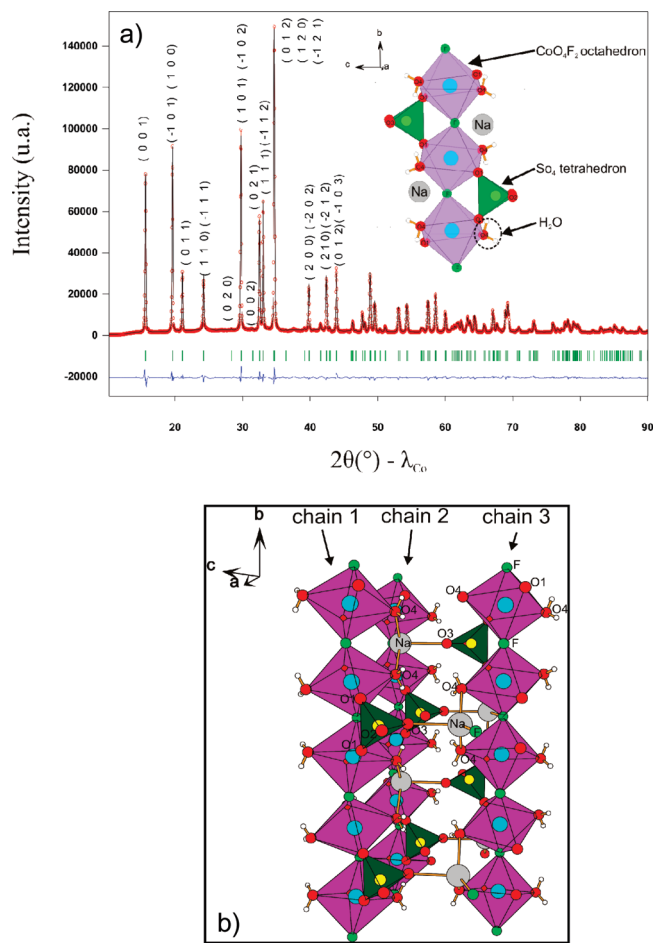 a)
Intensity (u.a.)
140000
120000
100000
80000
60000
40000
20000
0
-20000
( 0 0 1)
(-1 0 1)
( 1 0 0)
( 0 1 1)
( 1 1 0)
(-1 1 1)
( 0 2 0)
( 1 0 1)
(-1 0 2)
( 0 0 2)
( 0 2 1)
( 1 1 1)
(-1 1 2)
( 0 1 2)
( 1 2 0)
(-1 2 1)
( 2 0 0)
(-2 0 2)
( 2 1 0)
(-2 1 2)
( 0 1 2)
(-1 0 3)
b
c
a
F
Na
F
Na
F
F
CoO4F2 octahedron
So4 tetrahedron
H2O
20 30 40 50 60 70 80 90
2θ(°) - λCo
b
c
a
chain 1 chain 2 chain 3
F
O4
O1
O4
O4
Na
O3
F
O4
O4
O1
Na
O2
O3
F
O1
O4
b)